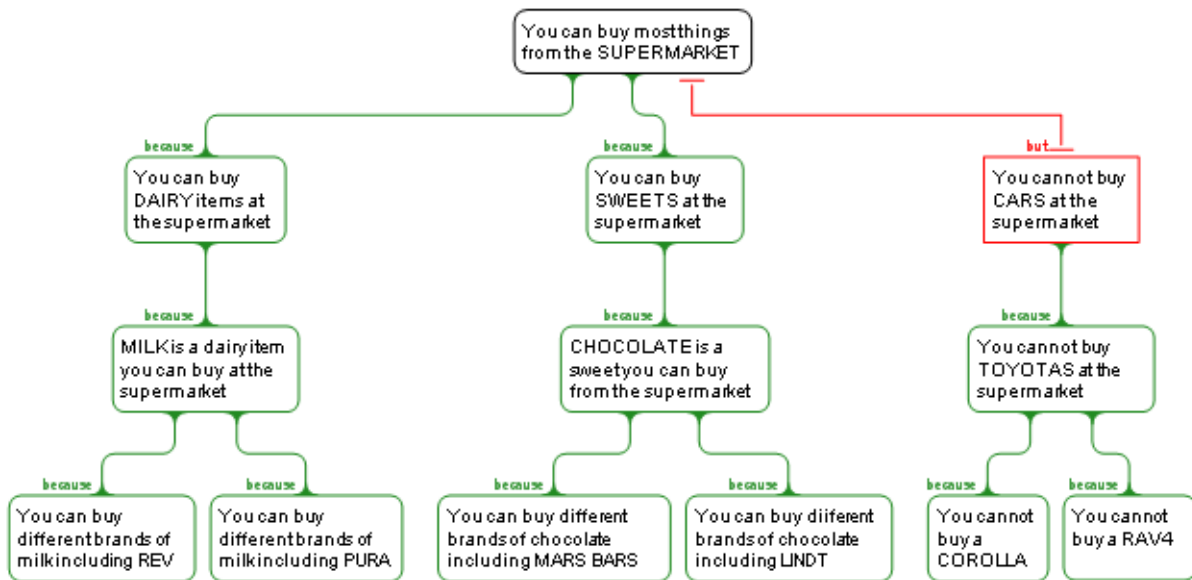 You can buy most things
from the SUPERMARKET
because
because
but
You can buy
DAIRY items at
the supermarket
You can buy
SWEETS at the
supermarket
You cannot buy
CARS at the
supermarket
because
because
because
MILK is a dairy item
you can buy at the
supermarket
CHOCOLATE is a
sweet you can buy
from the supermarket
You cannot buy
TOYOTAS at the
supermarket
because
because
because
because
because
because
You can buy
different brands of
milk including REV
You can buy
different brands of
milk including PURA
You can buy different
brands of chocolate
including MARS BARS
You can buy diiferent
brands of chocolate
including LINDT
You cannot
buy a
COROLLA
You cannot
buy a RAV4